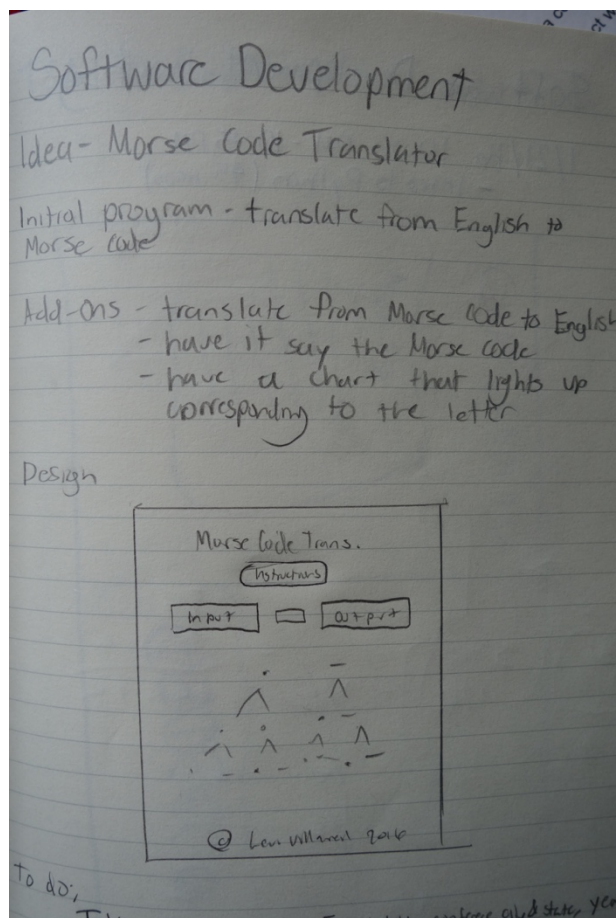 Software Development
Idea - Morse Code Translator
Initial program - translate from English to
Morse code
Add-ons - translate from Morse code to English
- have it say the Morse code
- have a chart that lights up
corresponding to the letter
Design
Morse Code Trans.
Instructions
Input output
© 2016
To do: